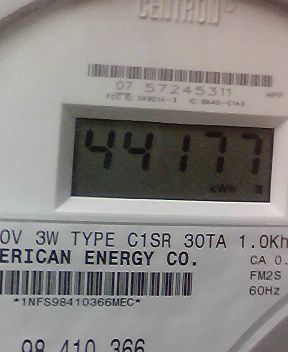 CENTRON®
07 57245311
44177
kWh
0V 3W TYPE C1SR 30TA 1.0Kh
ERICAN ENERGY CO.
CA 0.
FM2S
60Hz
*1NFS98410366MEC*
98 410 366